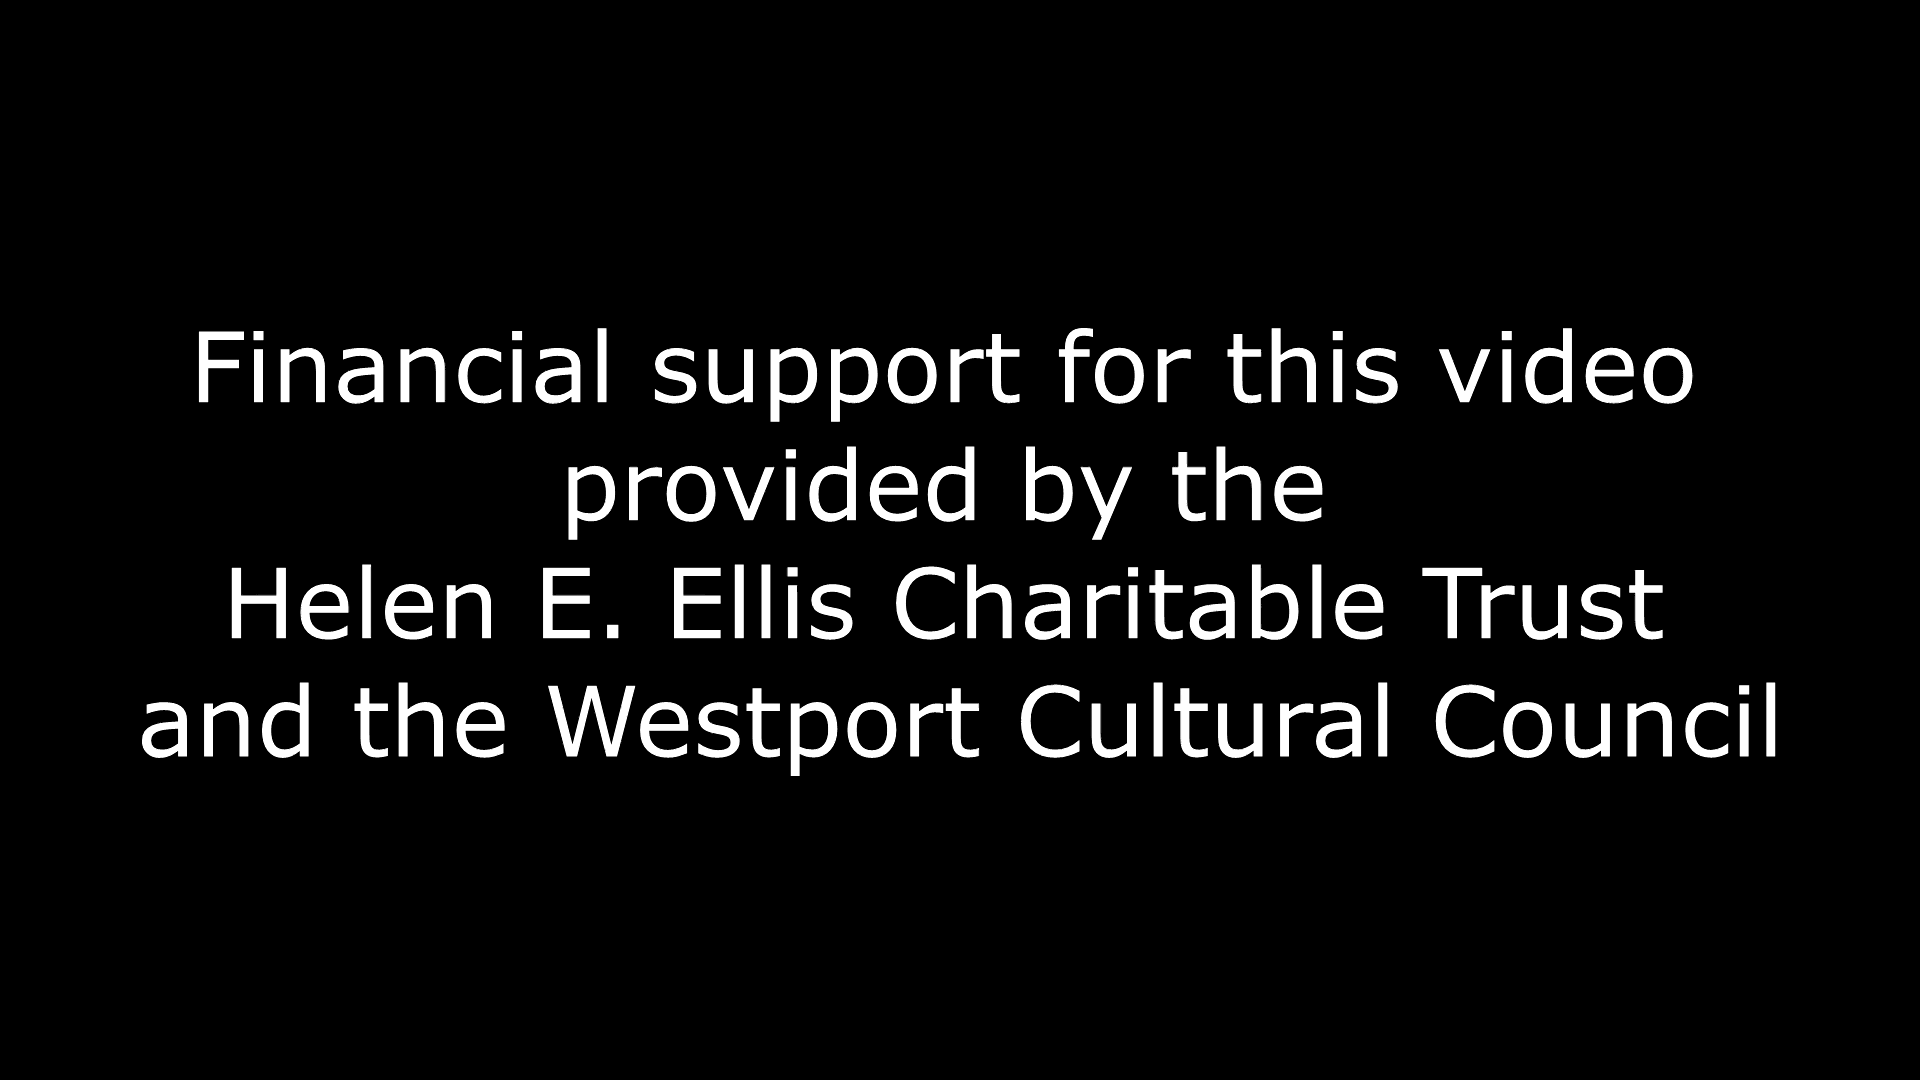 Financial support for this video
provided by the
Helen E. Ellis Charitable Trust
and the Westport Cultural Council